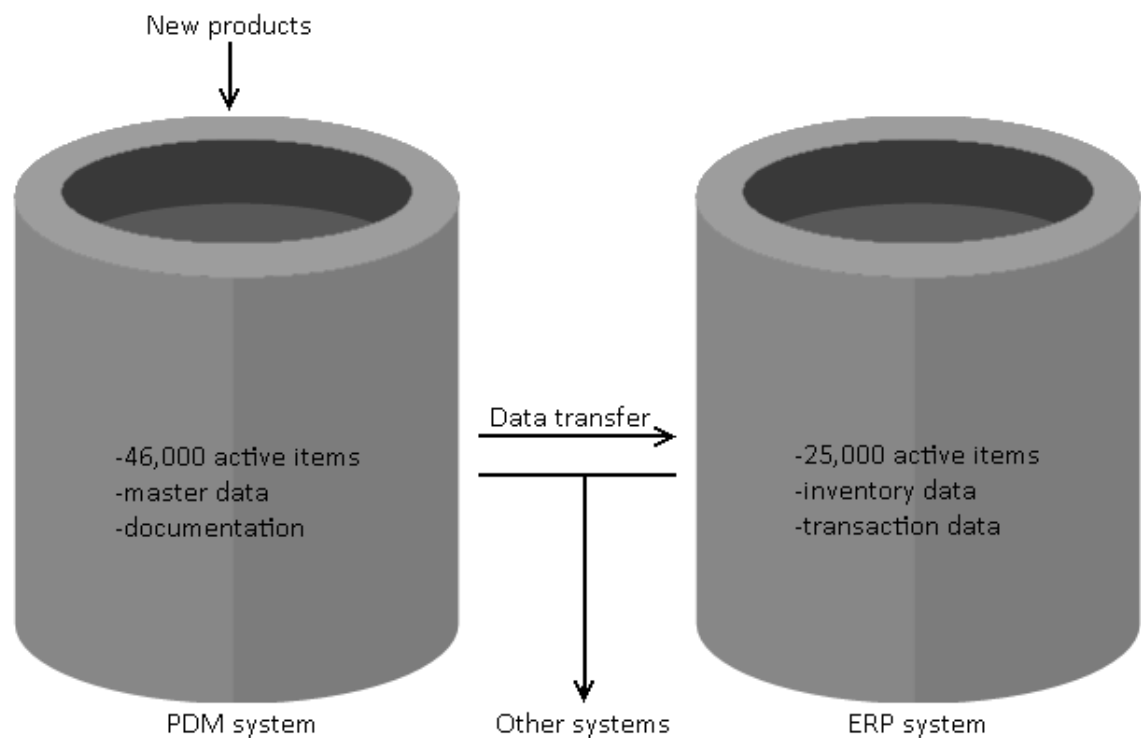 New products
Data transfer
-46,000 active items
-master data
-documentation
-25,000 active items
-inventory data
-transaction data
PDM system
Other systems
ERP system